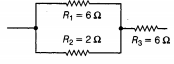 R₁ = 6 Ω
R₂ = 2 Ω
R₃ = 6 Ω